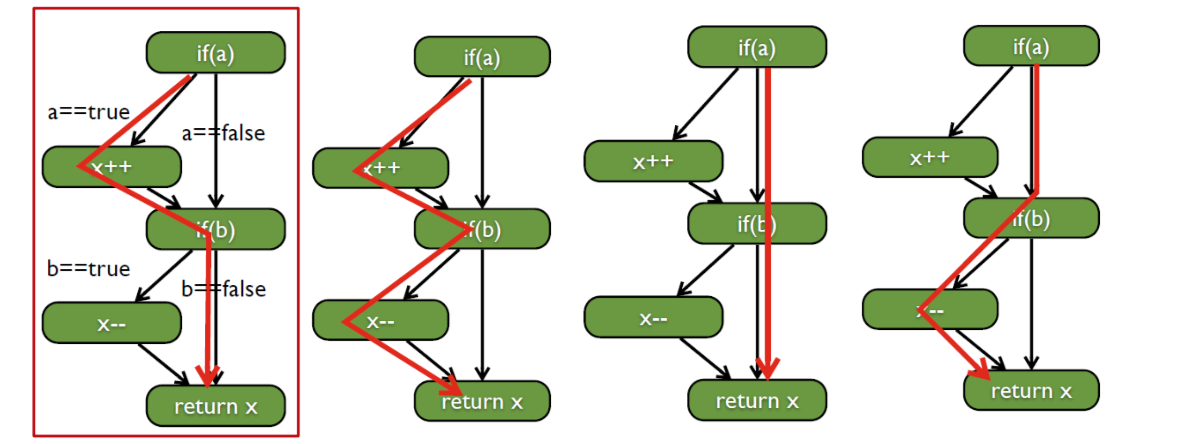 if(a)
a==true
a==false
x++
if(b)
b==true
b==false
x--
return x
if(a)
x++
if(b)
x--
return x
if(a)
x++
if(b)
x--
return x
if(a)
x++
if(b)
x--
return x